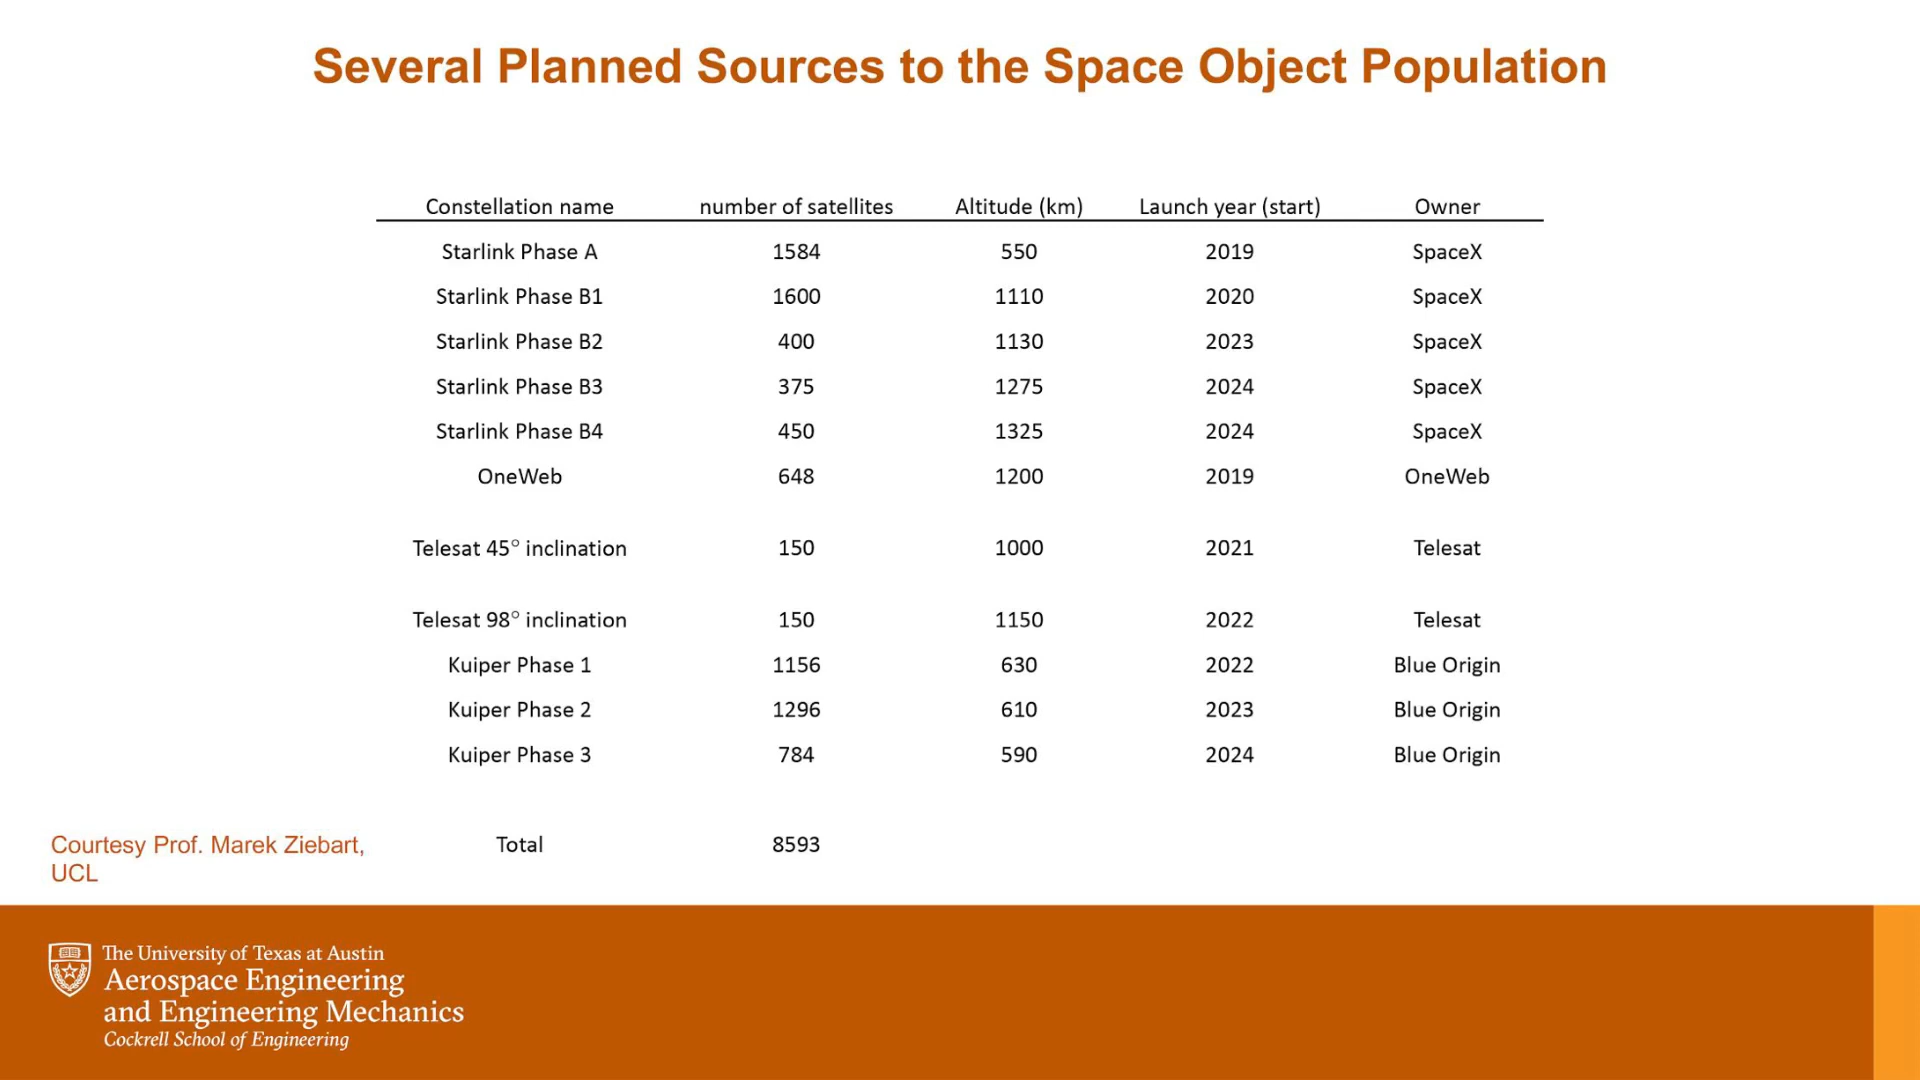 Several Planned Sources to the Space Object Population
Constellation name number of satellites Altitude (km) Launch year (start) Owner
Starlink Phase A 1584 550 2019 SpaceX
Starlink Phase B1 1600 1110 2020 SpaceX
Starlink Phase B2 400 1130 2023 SpaceX
Starlink Phase B3 375 1275 2024 SpaceX
Starlink Phase B4 450 1325 2024 SpaceX
OneWeb 648 1200 2019 OneWeb
Telesat 45° inclination 150 1000 2021 Telesat
Telesat 98° inclination 150 1150 2022 Telesat
Kuiper Phase 1 1156 630 2022 Blue Origin
Kuiper Phase 2 1296 610 2023 Blue Origin
Kuiper Phase 3 784 590 2024 Blue Origin
Total 8593
Courtesy Prof. Marek Ziebart,
UCL
The University of Texas at Austin
Aerospace Engineering
and Engineering Mechanics
Cockrell School of Engineering